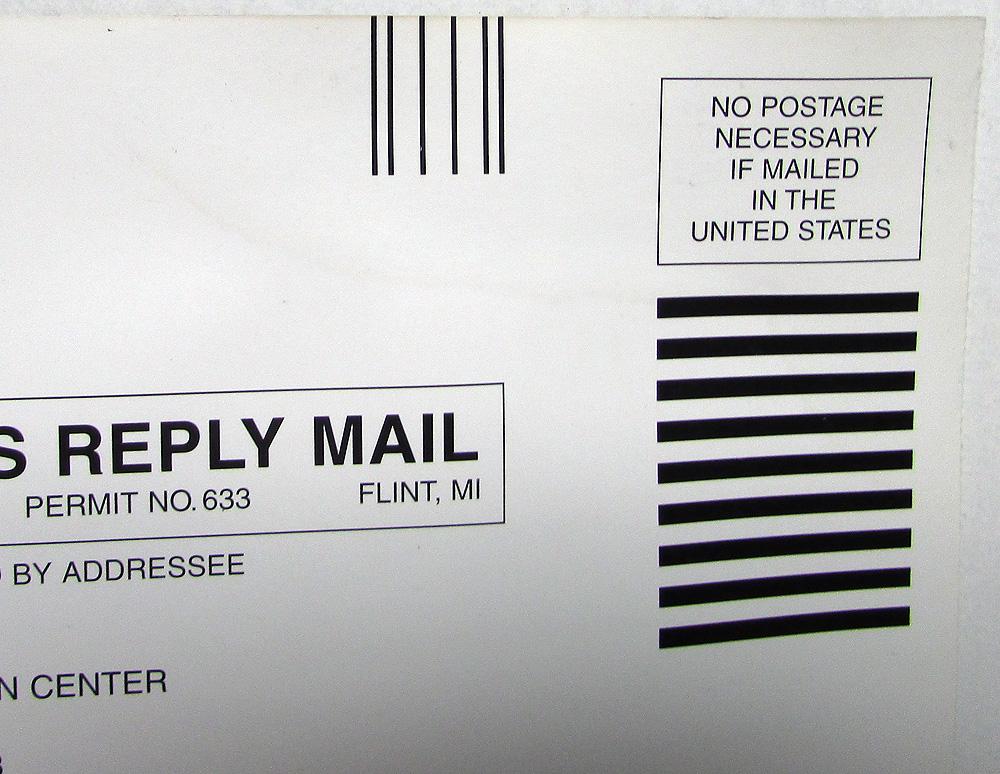 NO POSTAGE
NECESSARY
IF MAILED
IN THE
UNITED STATES
S REPLY MAIL
PERMIT NO. 633 FLINT, MI
BY ADDRESSEE
N CENTER